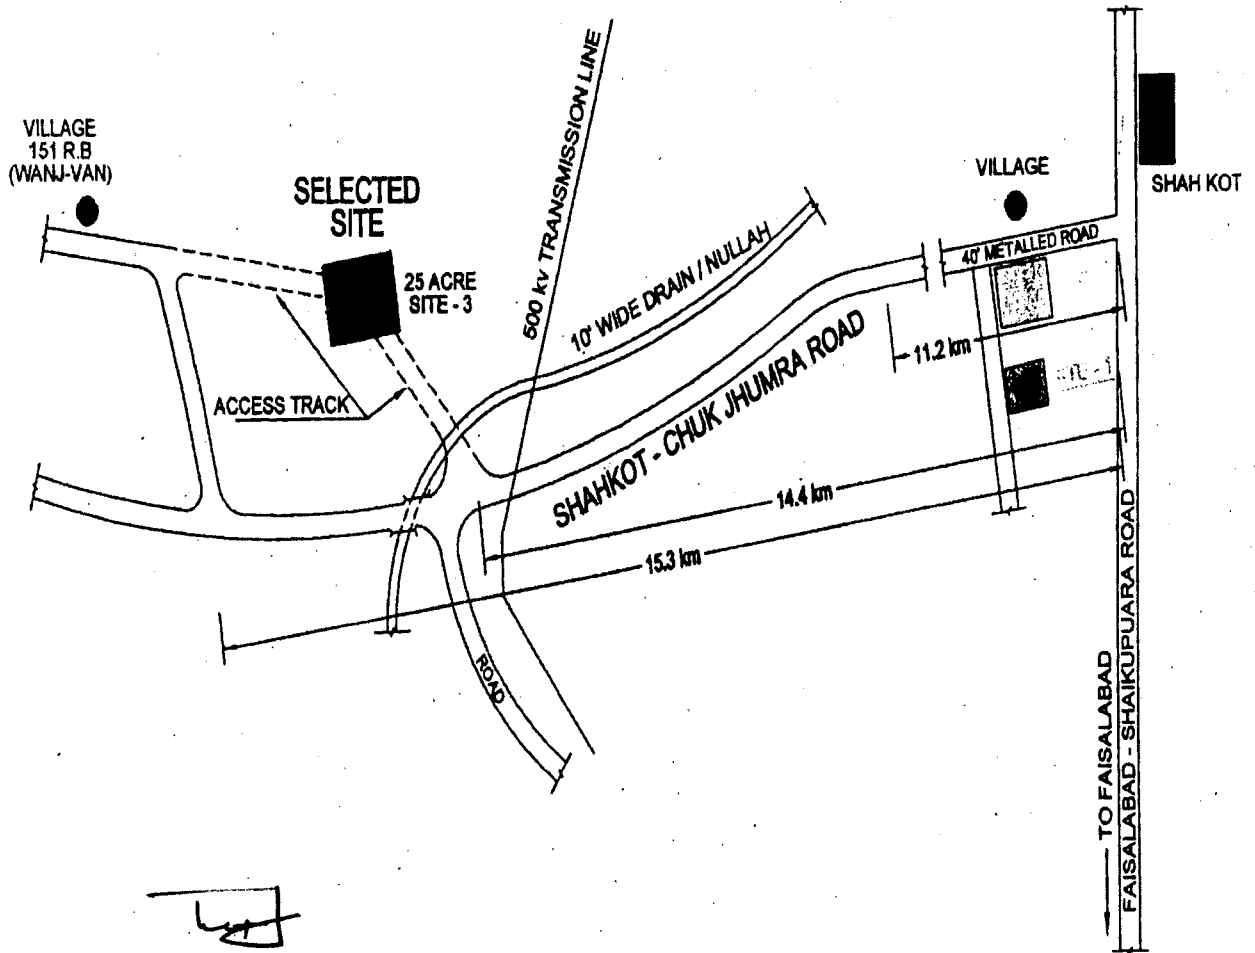 VILLAGE
151 R.B
(WANJ-VAN)
SELECTED
SITE
25 ACRE
SITE - 3
ACCESS TRACK
500 kv TRANSMISSION LINE
10' WIDE DRAIN / NULLAH
SHAHKOT - CHUK JHUMRA ROAD
VILLAGE
SHAH KOT
40' METALLED ROAD
11.2 km
14.4 km
15.3 km
ROAD
TO FAISALABAD
FAISALABAD - SHAIKUPUARA ROAD